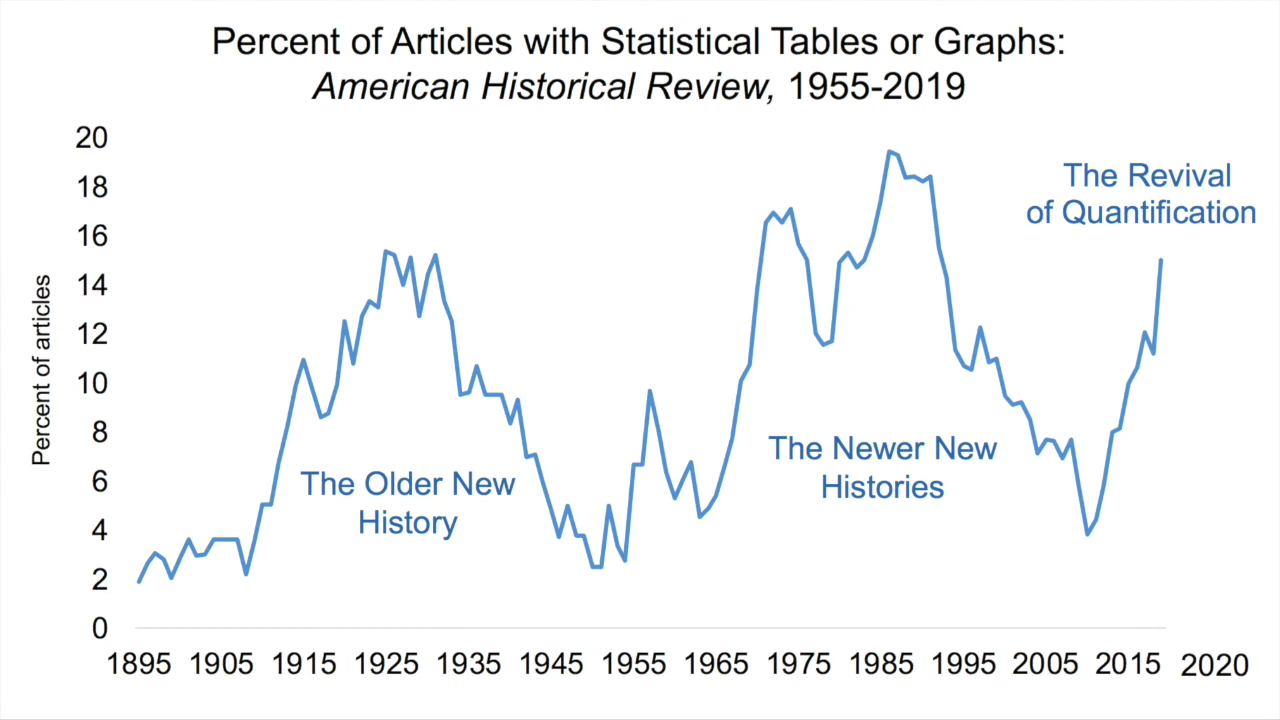 Percent of Articles with Statistical Tables or Graphs:
American Historical Review, 1955-2019
20
18
16
14
12
10
8
6
4
2
0
Percent of articles
The Revival
of Quantification
The Newer New
Histories
The Older New
History
1895 1905 1915 1925 1935 1945 1955 1965 1975 1985 1995 2005 2015 2020